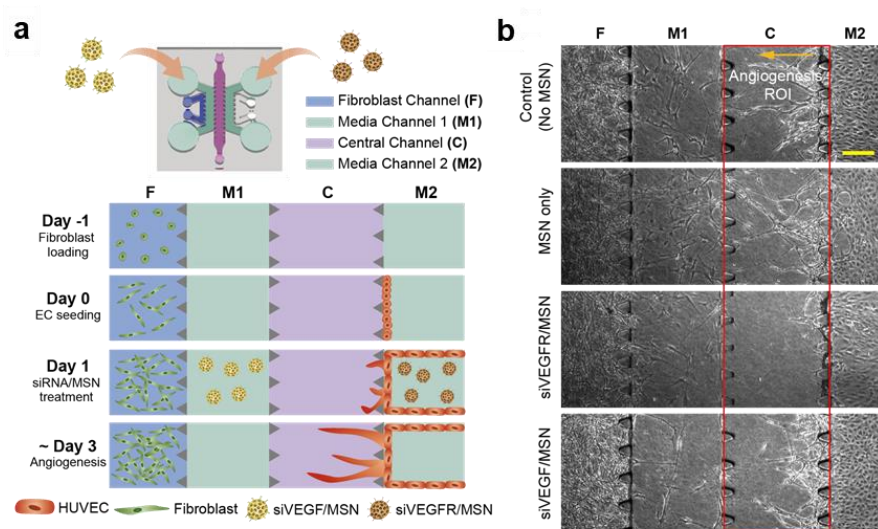 a
Fibroblast Channel (F)
Media Channel 1 (M1)
Central Channel (C)
Media Channel 2 (M2)
F M1 C M2
Day -1
Fibroblast
loading
Day 0
EC seeding
Day 1
siRNA/MSN
treatment
~ Day 3
Angiogenesis
HUVEC Fibroblast siVEGF/MSN siVEGFR/MSN
b
F M1 C M2
Control
(No MSN)
Angiogenesis
ROI
MSN only
siVEGFR/MSN
siVEGF/MSN